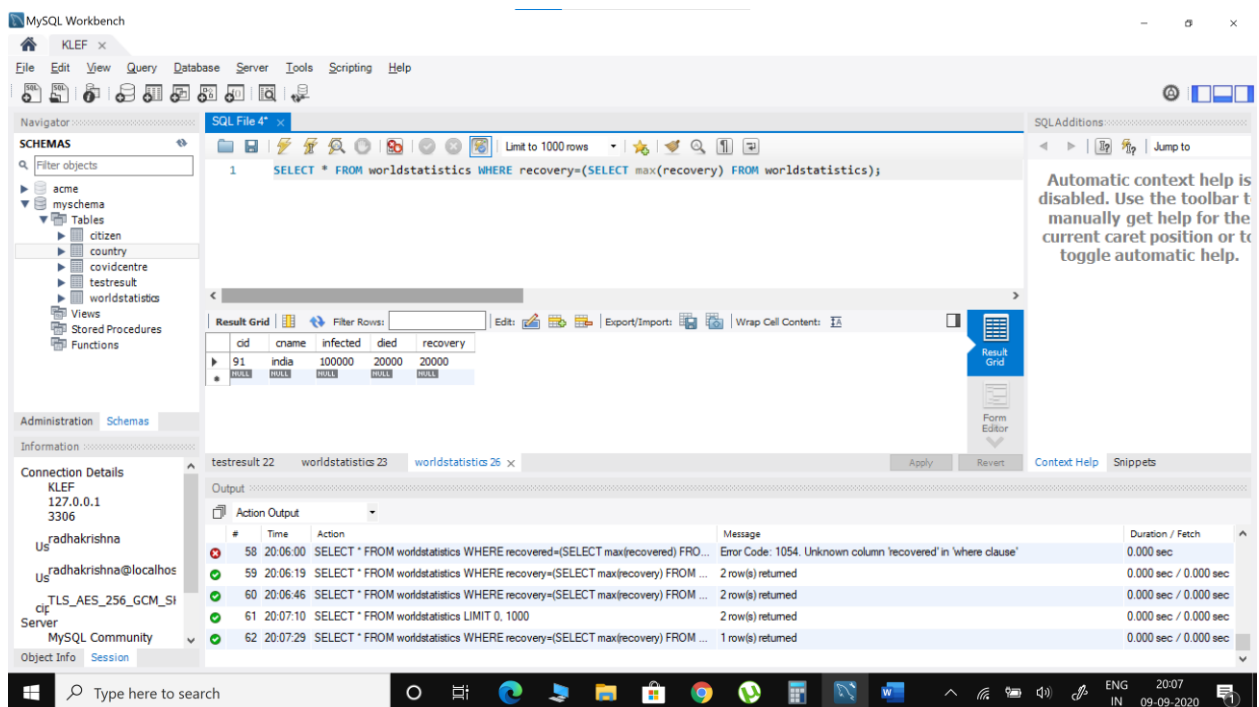 MySQL Workbench
KLEF ×
File Edit View Query Database Server Tools Scripting Help
Navigator
SCHEMAS
Filter objects
acme
myschema
Tables
citizen
country
covidcentre
testresult
worldstatistics
Views
Stored Procedures
Functions
Administration Schemas
Information
Connection Details
KLEF
127.0.0.1
3306
Us radhakrishna
Us radhakrishna@localhos
cip TLS_AES_256_GCM_SH
Server
MySQL Community
Object Info Session
SQL File 4* ×
Limit to 1000 rows
1 SELECT * FROM worldstatistics WHERE recovery=(SELECT max(recovery) FROM worldstatistics);
Result Grid Filter Rows: Edit: Export/Import: Wrap Cell Content:
cid cname infected died recovery
91 india 100000 20000 20000
NULL NULL NULL NULL NULL
Result Grid
Form Editor
testresult 22 worldstatistics 23 worldstatistics 26 × Apply Revert
Output
Action Output
# Time Action Message Duration / Fetch
58 20:06:00 SELECT * FROM worldstatistics WHERE recovered=(SELECT max(recovered) FRO... Error Code: 1054. Unknown column 'recovered' in 'where clause' 0.000 sec
59 20:06:19 SELECT * FROM worldstatistics WHERE recovery=(SELECT max(recovery) FROM ... 2 row(s) returned 0.000 sec / 0.000 sec
60 20:06:46 SELECT * FROM worldstatistics WHERE recovery=(SELECT max(recovery) FROM ... 2 row(s) returned 0.000 sec / 0.000 sec
61 20:07:10 SELECT * FROM worldstatistics LIMIT 0, 1000 2 row(s) returned 0.000 sec / 0.000 sec
62 20:07:29 SELECT * FROM worldstatistics WHERE recovery=(SELECT max(recovery) FROM ... 1 row(s) returned 0.000 sec / 0.000 sec
SQLAdditions
Jump to
Automatic context help is
disabled. Use the toolbar t
manually get help for the
current caret position or to
toggle automatic help.
Context Help Snippets
Type here to search
ENG
IN
20:07
09-09-2020